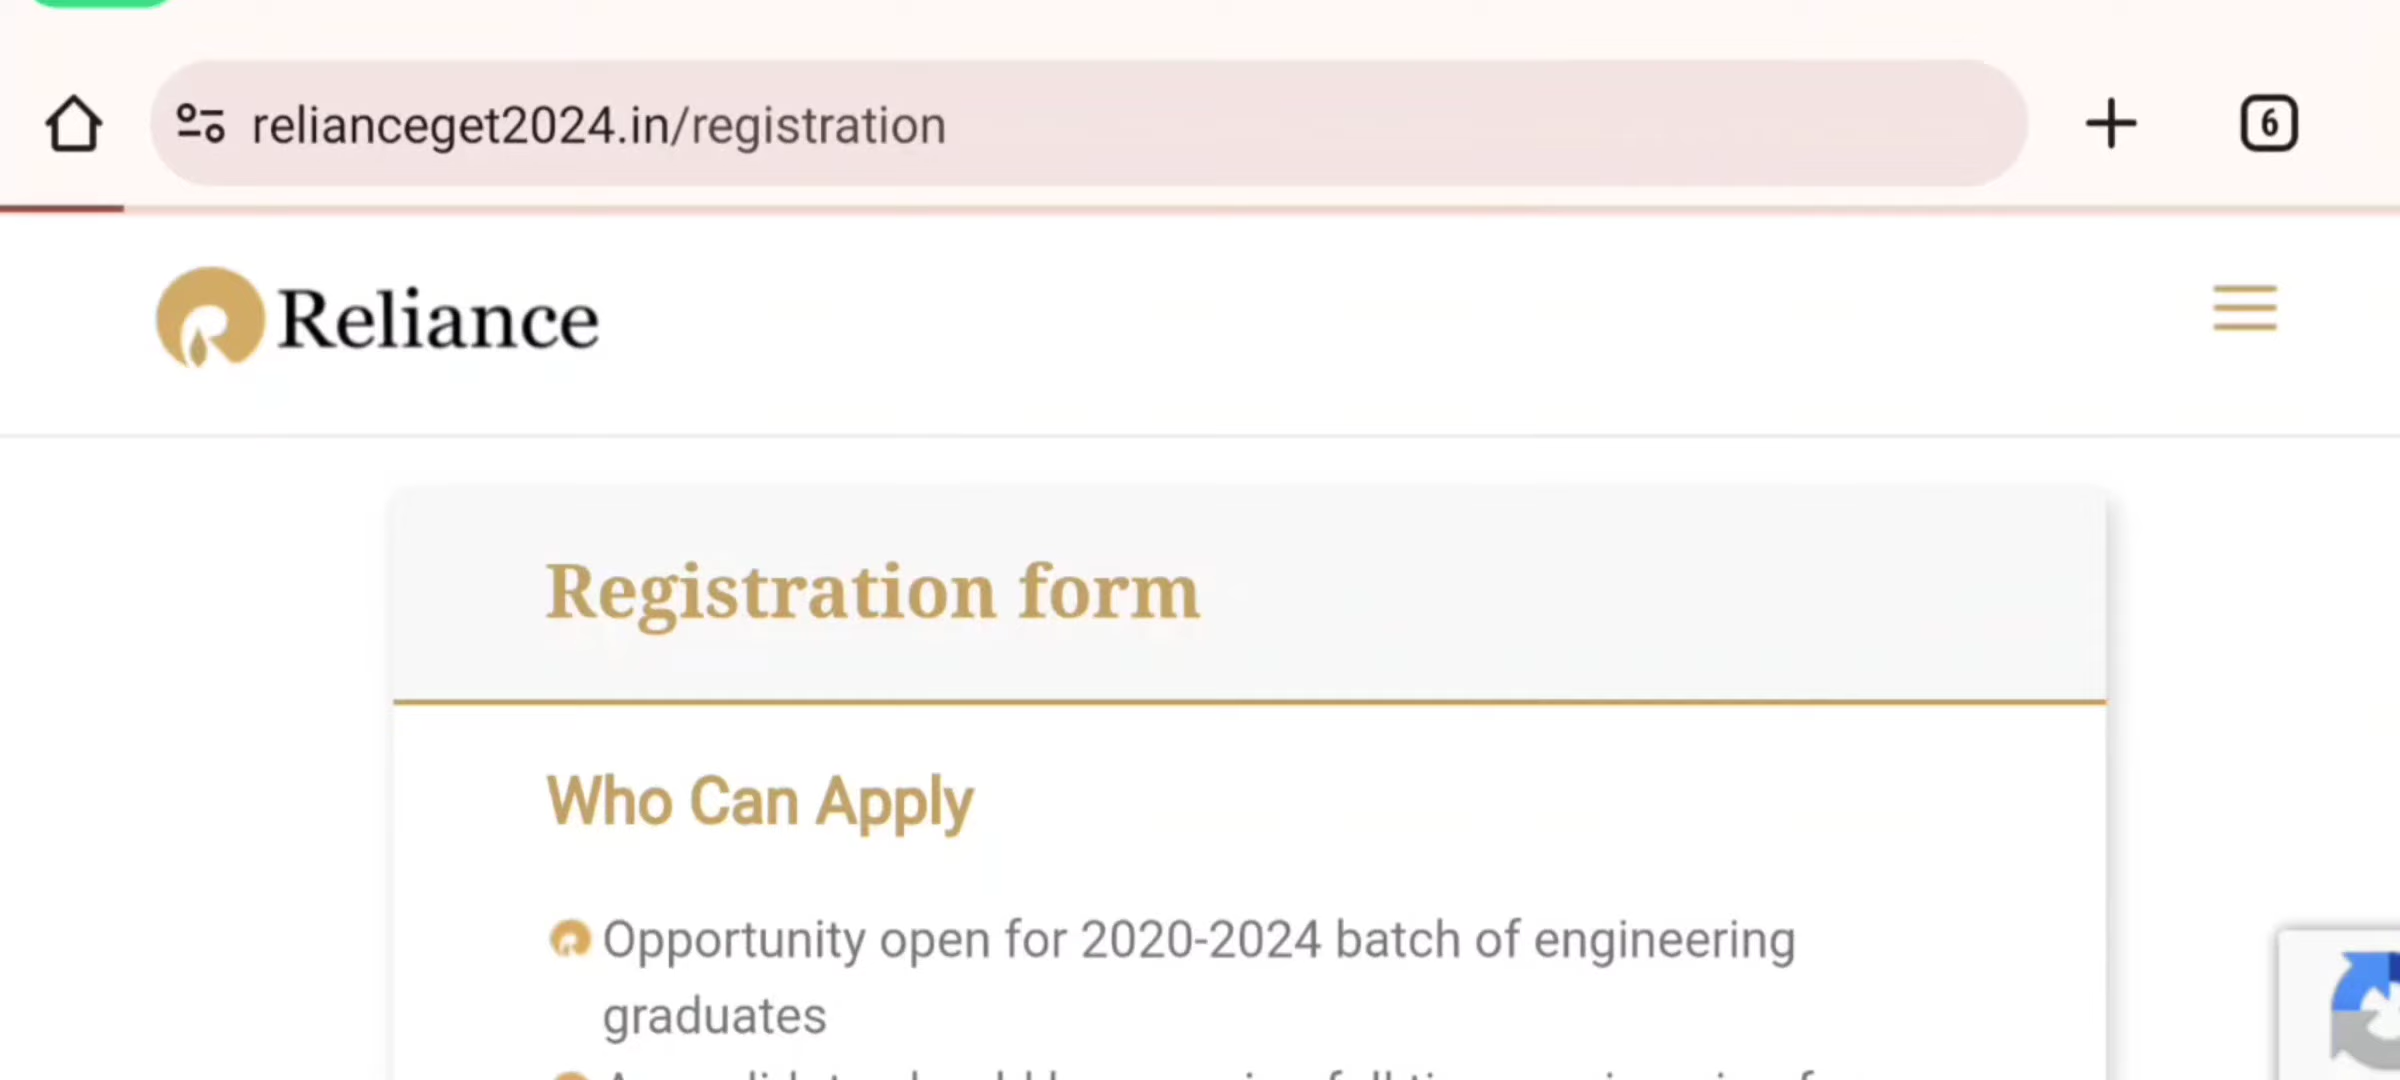 relianceget2024.in/registration
6
Reliance
Registration form
Who Can Apply
Opportunity open for 2020-2024 batch of engineering
graduates